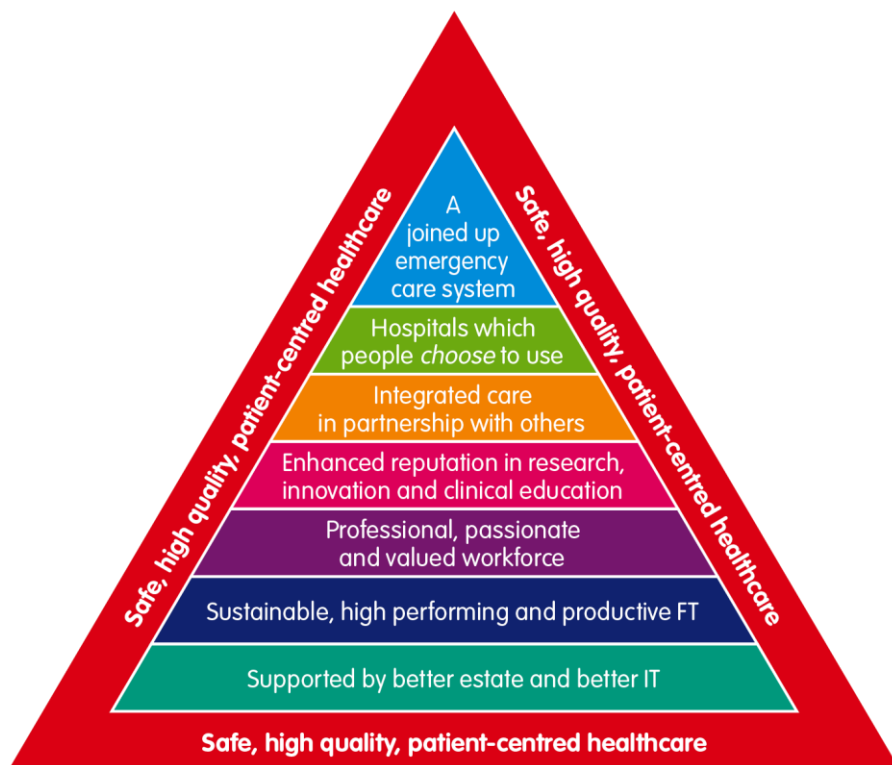 Safe, high quality, patient-centred healthcare
Safe, high quality, patient-centred healthcare
A
joined up
emergency
care system
Hospitals which
people choose to use
Integrated care
in partnership with others
Enhanced reputation in research,
innovation and clinical education
Professional, passionate
and valued workforce
Sustainable, high performing and productive FT
Supported by better estate and better IT
Safe, high quality, patient-centred healthcare